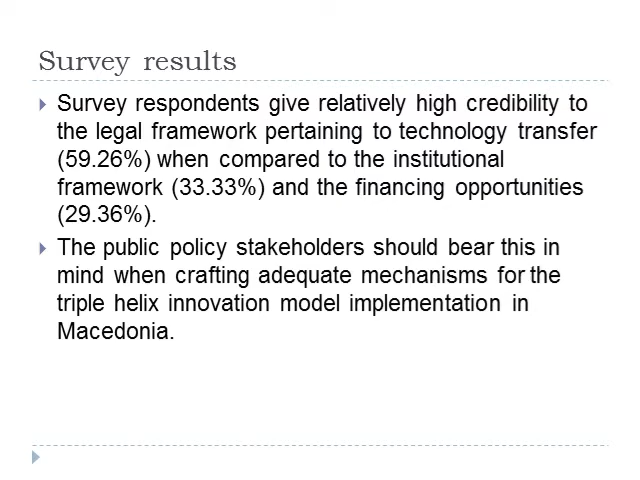 Survey results
Survey respondents give relatively high credibility to
the legal framework pertaining to technology transfer
(59.26%) when compared to the institutional
framework (33.33%) and the financing opportunities
(29.36%).
The public policy stakeholders should bear this in
mind when crafting adequate mechanisms for the
triple helix innovation model implementation in
Macedonia.